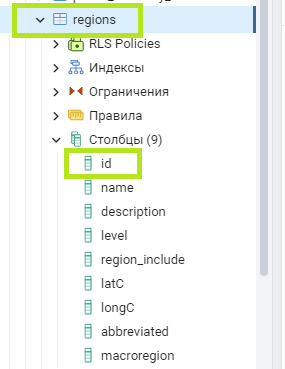 regions
RLS Policies
Индексы
Ограничения
Правила
Столбцы (9)
id
name
description
level
region_include
latC
longC
abbreviated
macroregion